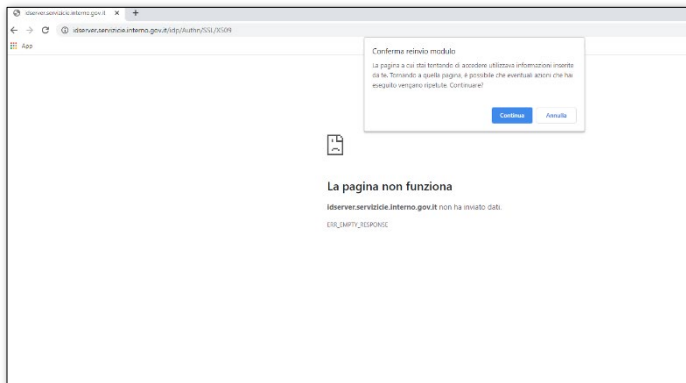 idserver.servizicie.interno.gov.it
idserver.servizicie.interno.gov.it/idp/Authn/SSL/X509
App
Conferma reinvio modulo
La pagina a cui stai tentando di accedere utilizzava informazioni inserite
da te. Tornando a quella pagina, è possibile che eventuali azioni che hai
eseguito vengano ripetute. Continuare?
Continua
Annulla
La pagina non funziona
idserver.servizicie.interno.gov.it non ha inviato dati.
ERR_EMPTY_RESPONSE